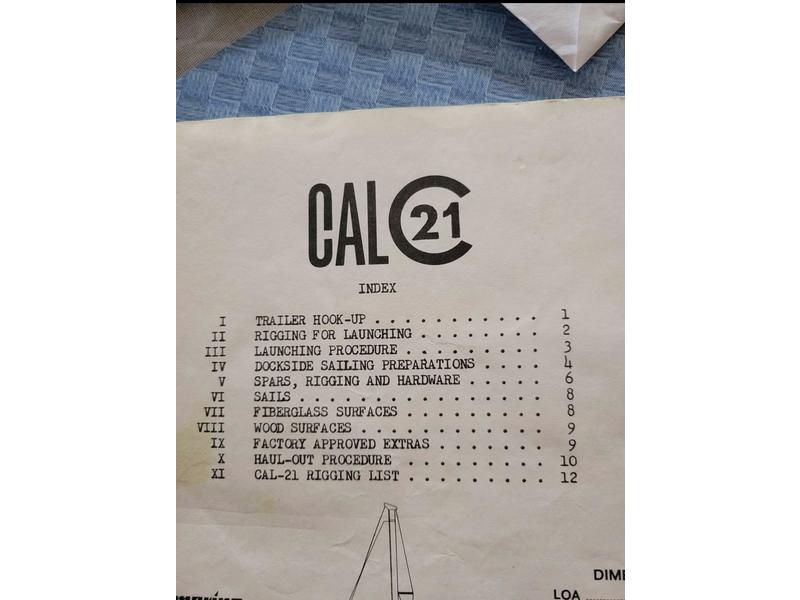 CAL C 21
INDEX
I TRAILER HOOK-UP . . . . . . . . . . . 1
II RIGGING FOR LAUNCHING . . . . . . . . 2
III LAUNCHING PROCEDURE . . . . . . . . . 3
IV DOCKSIDE SAILING PREPARATIONS . . . . 4
V SPARS, RIGGING AND HARDWARE . . . . . 6
VI SAILS . . . . . . . . . . . . . . . . 8
VII FIBERGLASS SURFACES . . . . . . . . . 8
VIII WOOD SURFACES . . . . . . . . . . . . 9
IX FACTORY APPROVED EXTRAS . . . . . . . 9
X HAUL-OUT PROCEDURE . . . . . . . . . 10
XI CAL-21 RIGGING LIST . . . . . . . . . 12
DIME
LOA